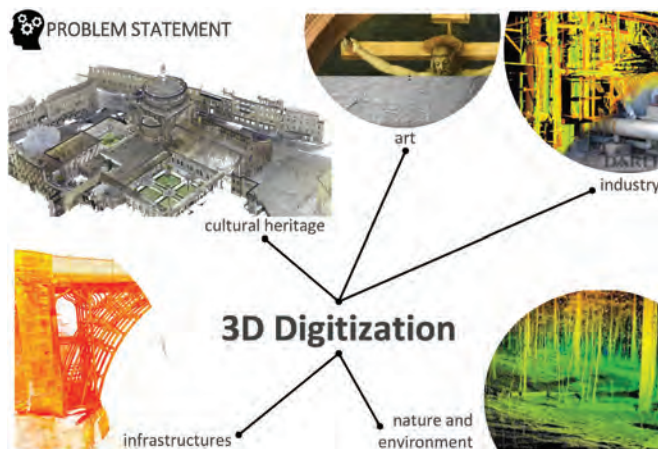 PROBLEM STATEMENT
art
industry
cultural heritage
3D Digitization
infrastructures
nature and
environment